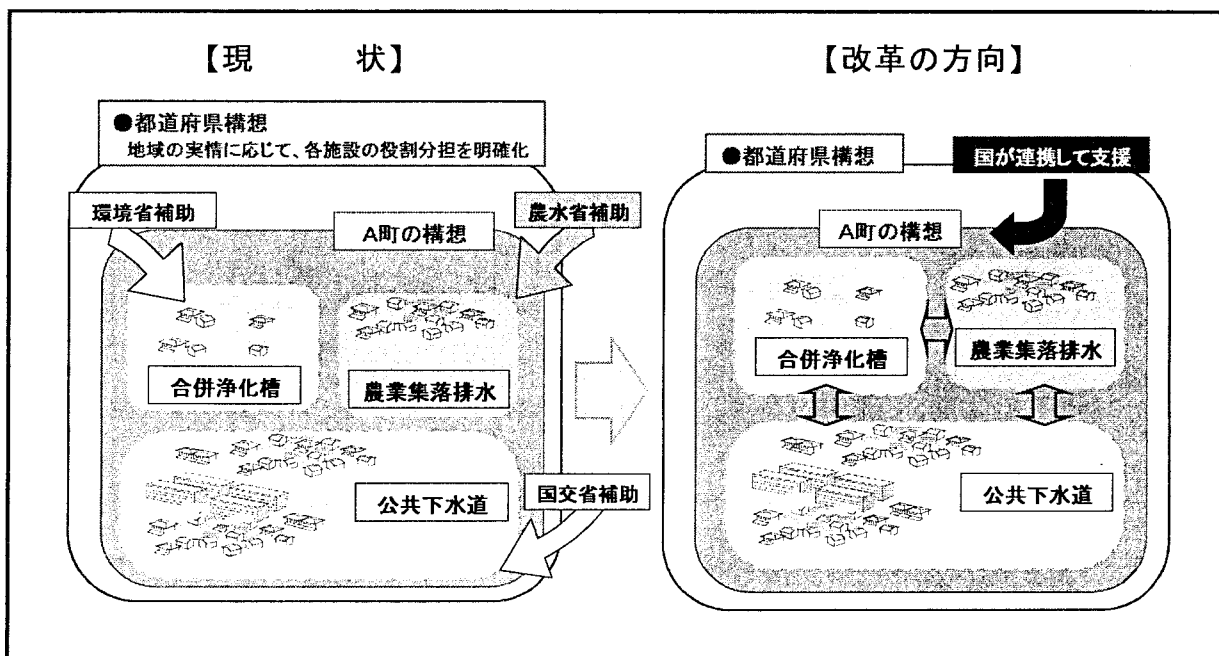 【現　　状】
●都道府県構想
地域の実情に応じて、各施設の役割分担を明確化
環境省補助
農水省補助
A町の構想
合併浄化槽
農業集落排水
公共下水道
国交省補助
【改革の方向】
●都道府県構想
国が連携して支援
A町の構想
合併浄化槽
農業集落排水
公共下水道